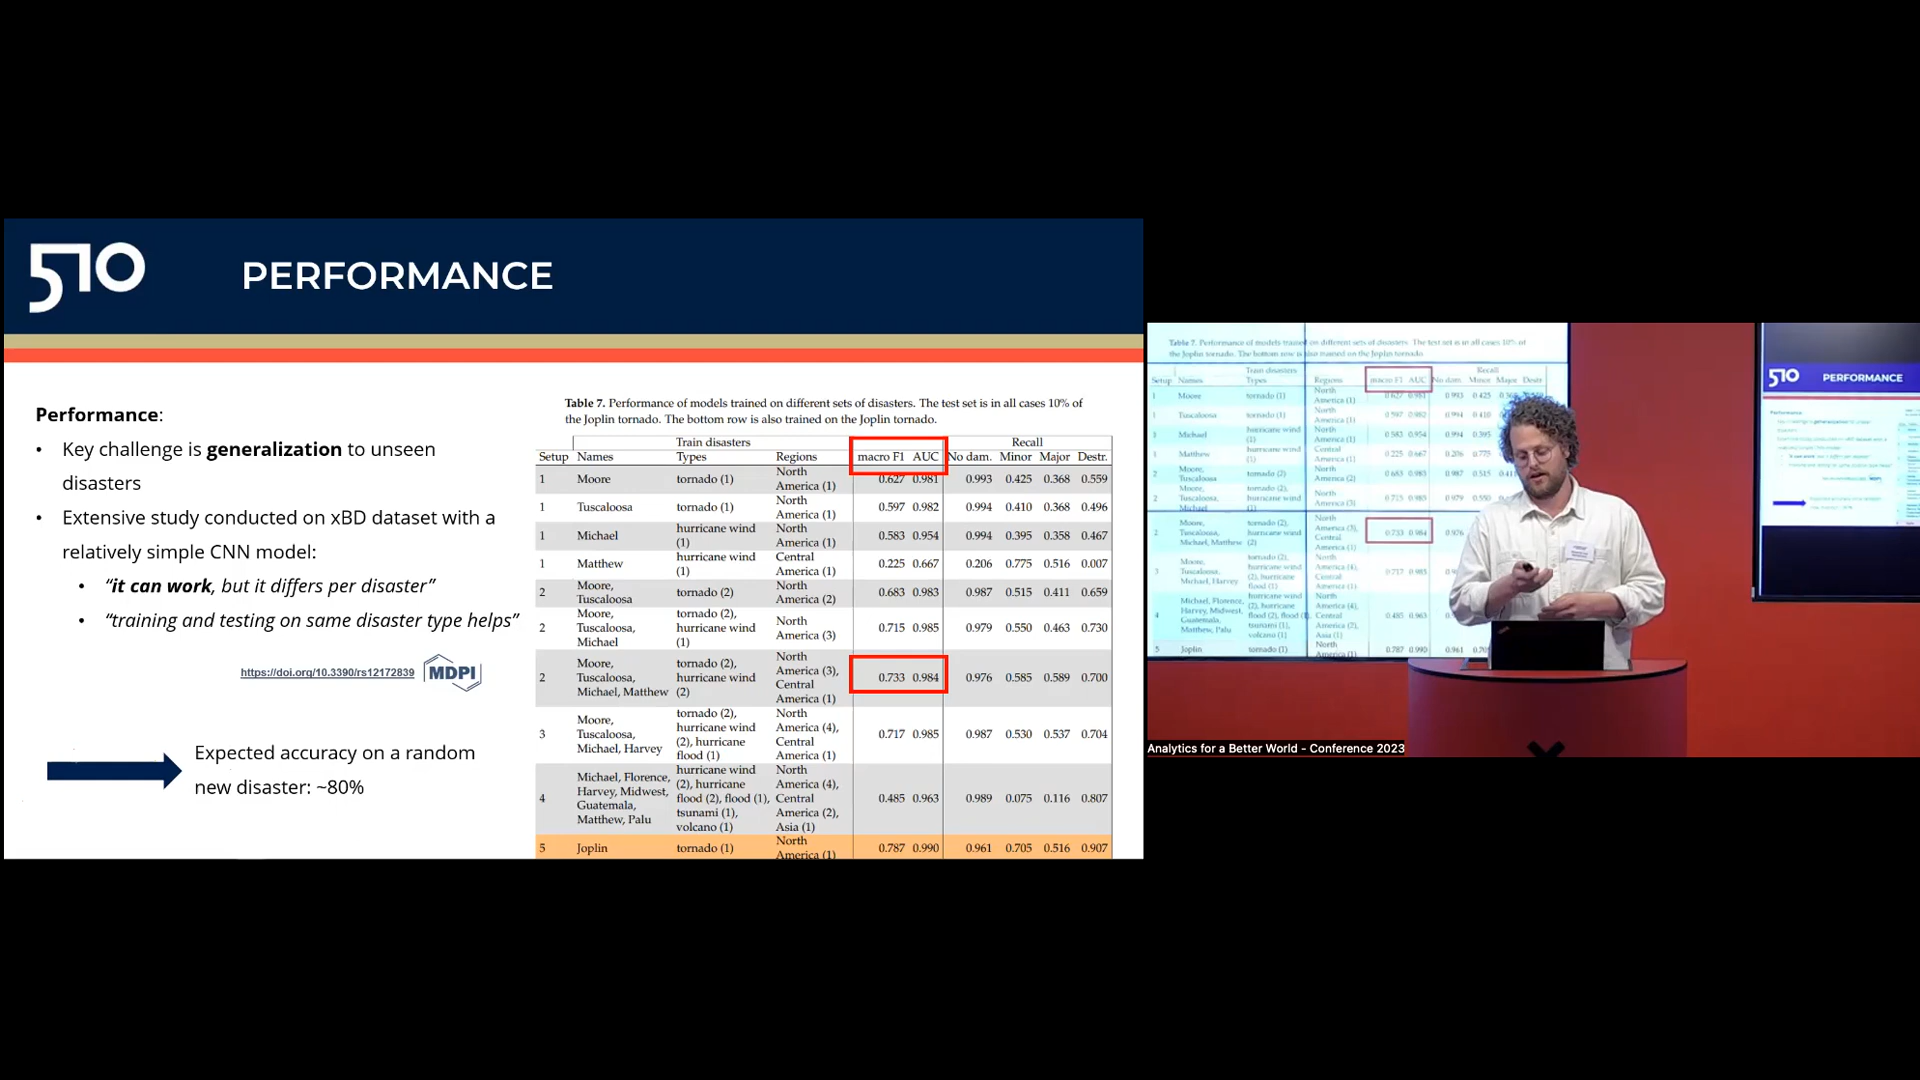 510
PERFORMANCE
Performance:
• Key challenge is generalization to unseen
disasters
• Extensive study conducted on xBD dataset with a
relatively simple CNN model:
• “it can work, but it differs per disaster”
• “training and testing on same disaster type helps”
https://doi.org/10.3390/rs12172839 MDPI
Expected accuracy on a random
new disaster: ~80%
Table 7. Performance of models trained on different sets of disasters. The test set is in all cases 10% of
the Joplin tornado. The bottom row is also trained on the Joplin tornado.
Train disasters Recall
Setup Names Types Regions macro F1 AUC No dam. Minor Major Destr.
1 Moore tornado (1) North America (1) 0.627 0.981 0.993 0.425 0.368 0.559
1 Tuscaloosa tornado (1) North America (1) 0.597 0.982 0.994 0.410 0.368 0.496
1 Michael hurricane wind (1) North America (1) 0.583 0.954 0.994 0.395 0.358 0.467
1 Matthew hurricane wind (1) Central America (1) 0.225 0.667 0.206 0.775 0.516 0.007
2 Moore, Tuscaloosa tornado (2) North America (2) 0.683 0.983 0.987 0.515 0.411 0.659
2 Moore, Tuscaloosa, Michael tornado (2), hurricane wind (1) North America (3) 0.715 0.985 0.979 0.550 0.463 0.730
2 Moore, Tuscaloosa, Michael, Matthew tornado (2), hurricane wind (2) North America (3), Central America (1) 0.733 0.984 0.976 0.585 0.589 0.700
3 Moore, Tuscaloosa, Michael, Harvey tornado (2), hurricane wind (2), hurricane flood (1) North America (4), Central America (1) 0.717 0.985 0.987 0.530 0.537 0.704
4 Michael, Florence, Harvey, Midwest, Guatemala, Matthew, Palu hurricane wind (2), hurricane flood (2), flood (1), tsunami (1), volcano (1) North America (4), Central America (2), Asia (1) 0.485 0.963 0.989 0.075 0.116 0.807
5 Joplin tornado (1) North America (1) 0.787 0.990 0.961 0.705 0.516 0.907
510 PERFORMANCE
Analytics for a Better World - Conference 2023